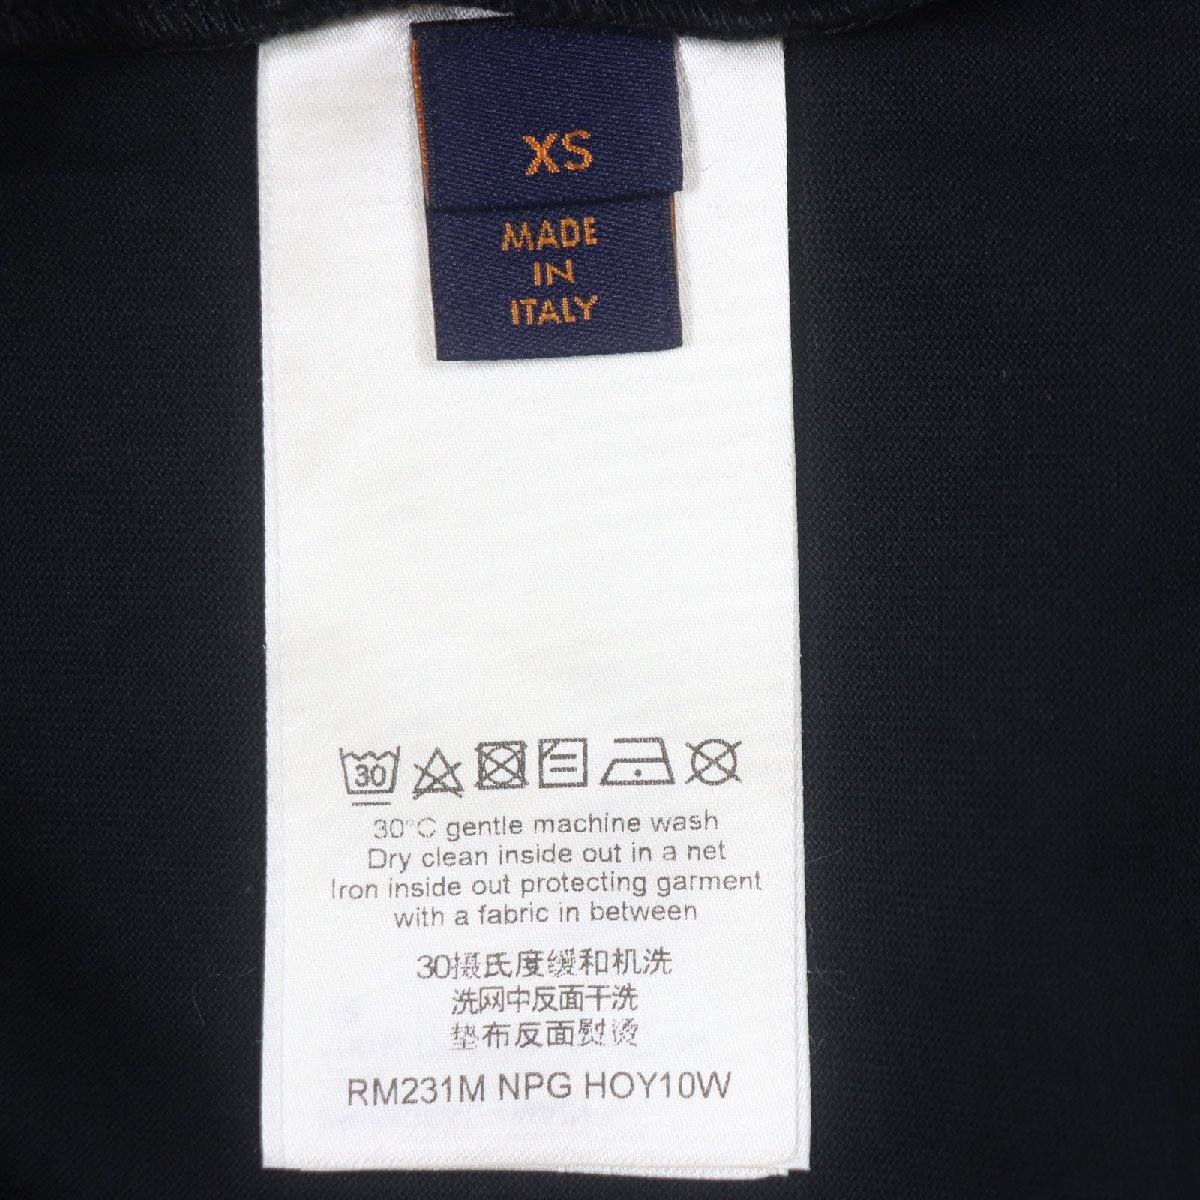 XS
MADE
IN
ITALY
30
30°C gentle machine wash
Dry clean inside out in a net
Iron inside out protecting garment
with a fabric in between
30摄氏度缓和机洗
洗网中反面干洗
垫布反面熨烫
RM231M NPG HOY10W